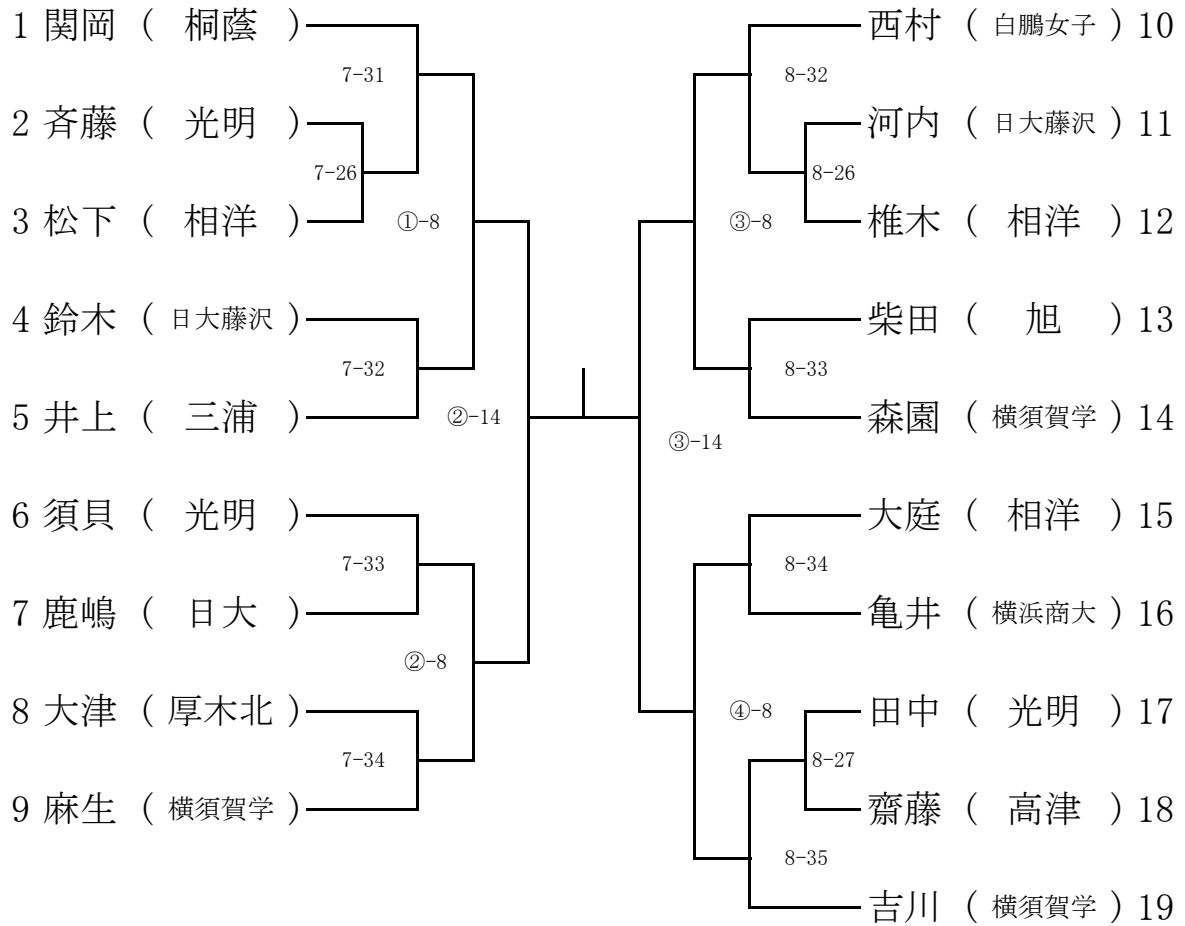 1 関岡 ( 桐蔭 )
7-31
2 斉藤 ( 光明 )
7-26
3 松下 ( 相洋 )
①-8
4 鈴木 ( 日大藤沢 )
7-32
5 井上 ( 三浦 )
②-14
6 須貝 ( 光明 )
7-33
7 鹿嶋 ( 日大 )
②-8
8 大津 ( 厚木北 )
7-34
9 麻生 ( 横須賀学 )
西村 ( 白鵬女子 ) 10
8-32
河内 ( 日大藤沢 ) 11
8-26
椎木 ( 相洋 ) 12
③-8
柴田 ( 旭 ) 13
8-33
森園 ( 横須賀学 ) 14
③-14
大庭 ( 相洋 ) 15
8-34
亀井 ( 横浜商大 ) 16
④-8
田中 ( 光明 ) 17
8-27
齋藤 ( 高津 ) 18
8-35
吉川 ( 横須賀学 ) 19